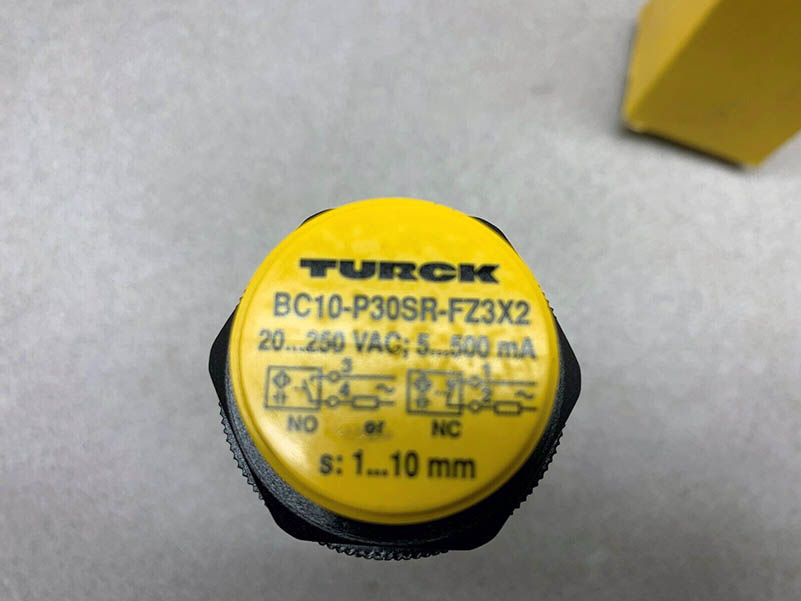 TURCK
BC10-P30SR-FZ3X2
20...250 VAC; 5...500 mA
3 1
4 ~ 2 ~
NO or NC
s: 1...10 mm